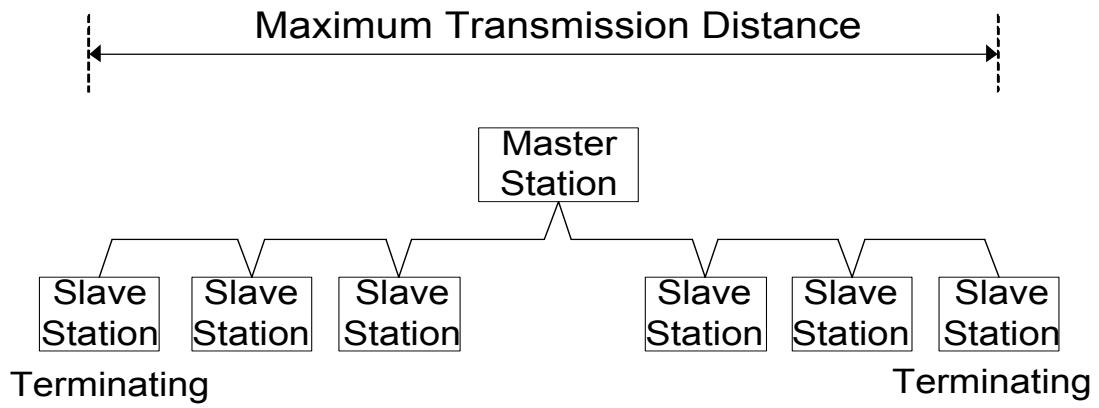 Maximum Transmission Distance
Master
Station
Slave
Station
Slave
Station
Slave
Station
Slave
Station
Slave
Station
Slave
Station
Terminating
Terminating